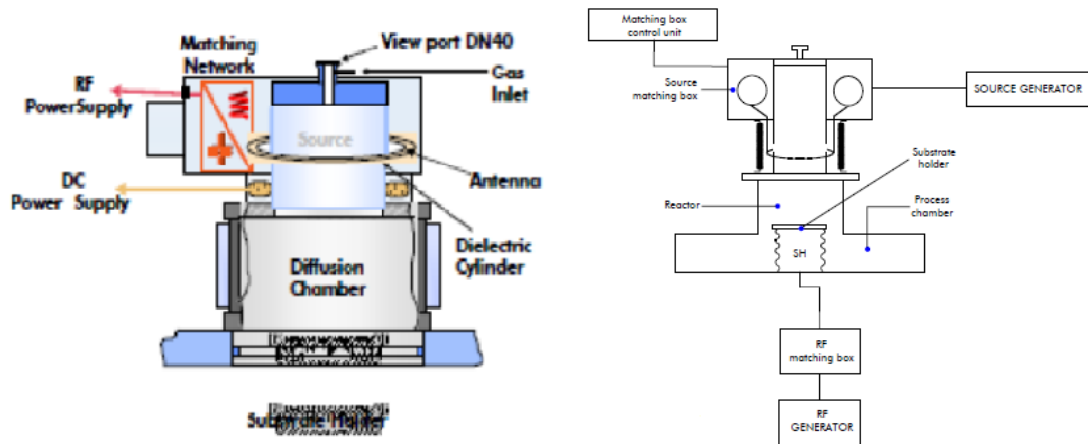 View port DN40
Matching
Network
Gas
Inlet
RF
PowerSupply
Source
Antenna
DC
Power Supply
Dielectric
Cylinder
Diffusion
Chamber
Matching box
control unit
Source
matching box
SOURCE GENERATOR
Substrate
holder
Reactor
Process
chamber
SH
RF
matching box
RF
GENERATOR